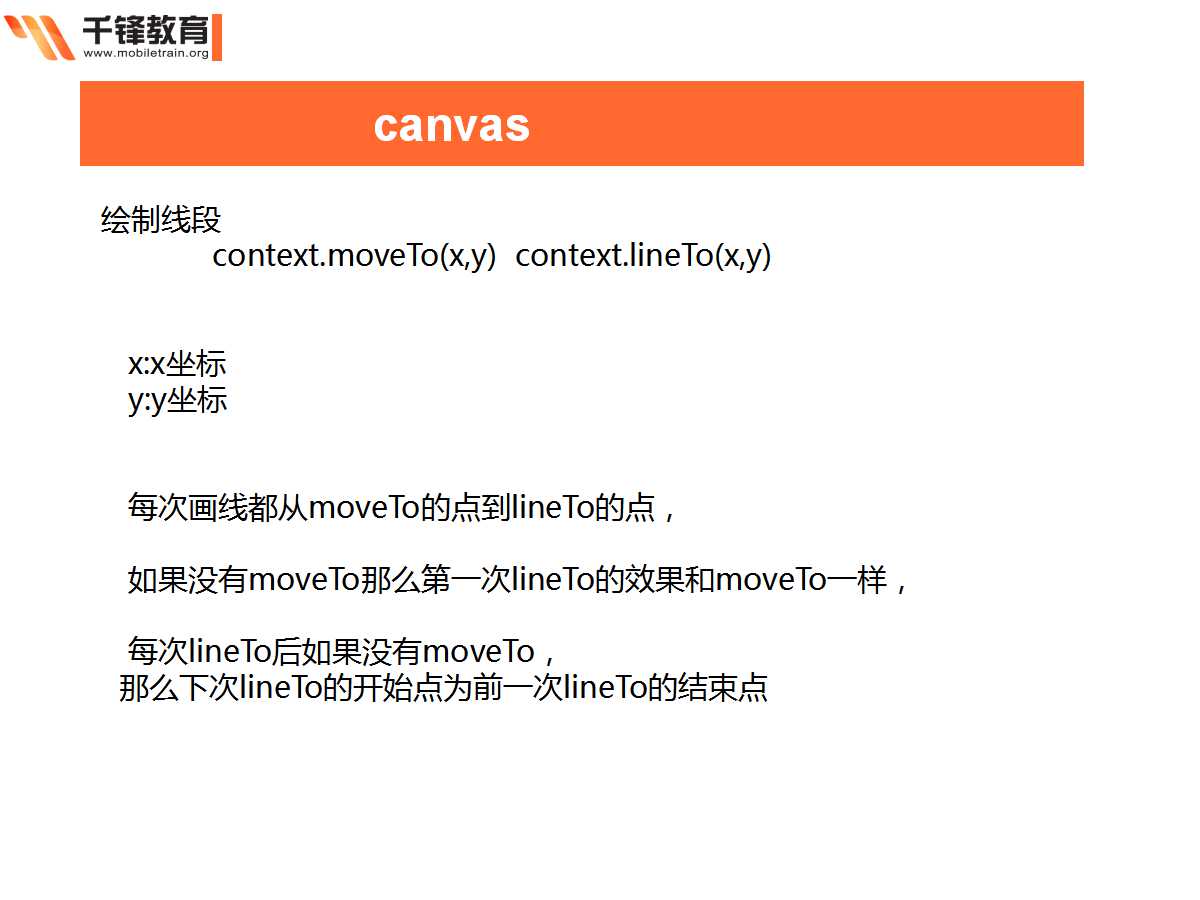 千锋教育
www.mobiletrain.org
canvas
绘制线段
context.moveTo(x,y)  context.lineTo(x,y)
x:x坐标
y:y坐标
每次画线都从moveTo的点到lineTo的点，
如果没有moveTo那么第一次lineTo的效果和moveTo一样，
每次lineTo后如果没有moveTo，
那么下次lineTo的开始点为前一次lineTo的结束点